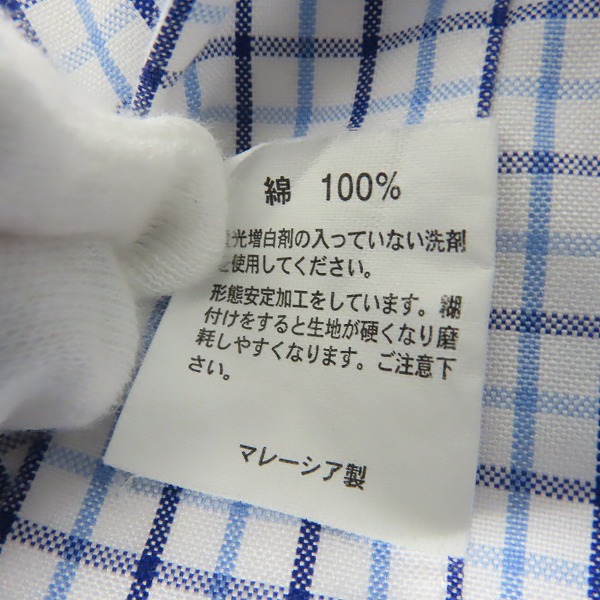 綿 100%
光増白剤の入っていない洗剤
使用してください。
形態安定加工をしています。糊
付けをすると生地が硬くなり磨
耗しやすくなります。ご注意下
さい。
マレーシア製